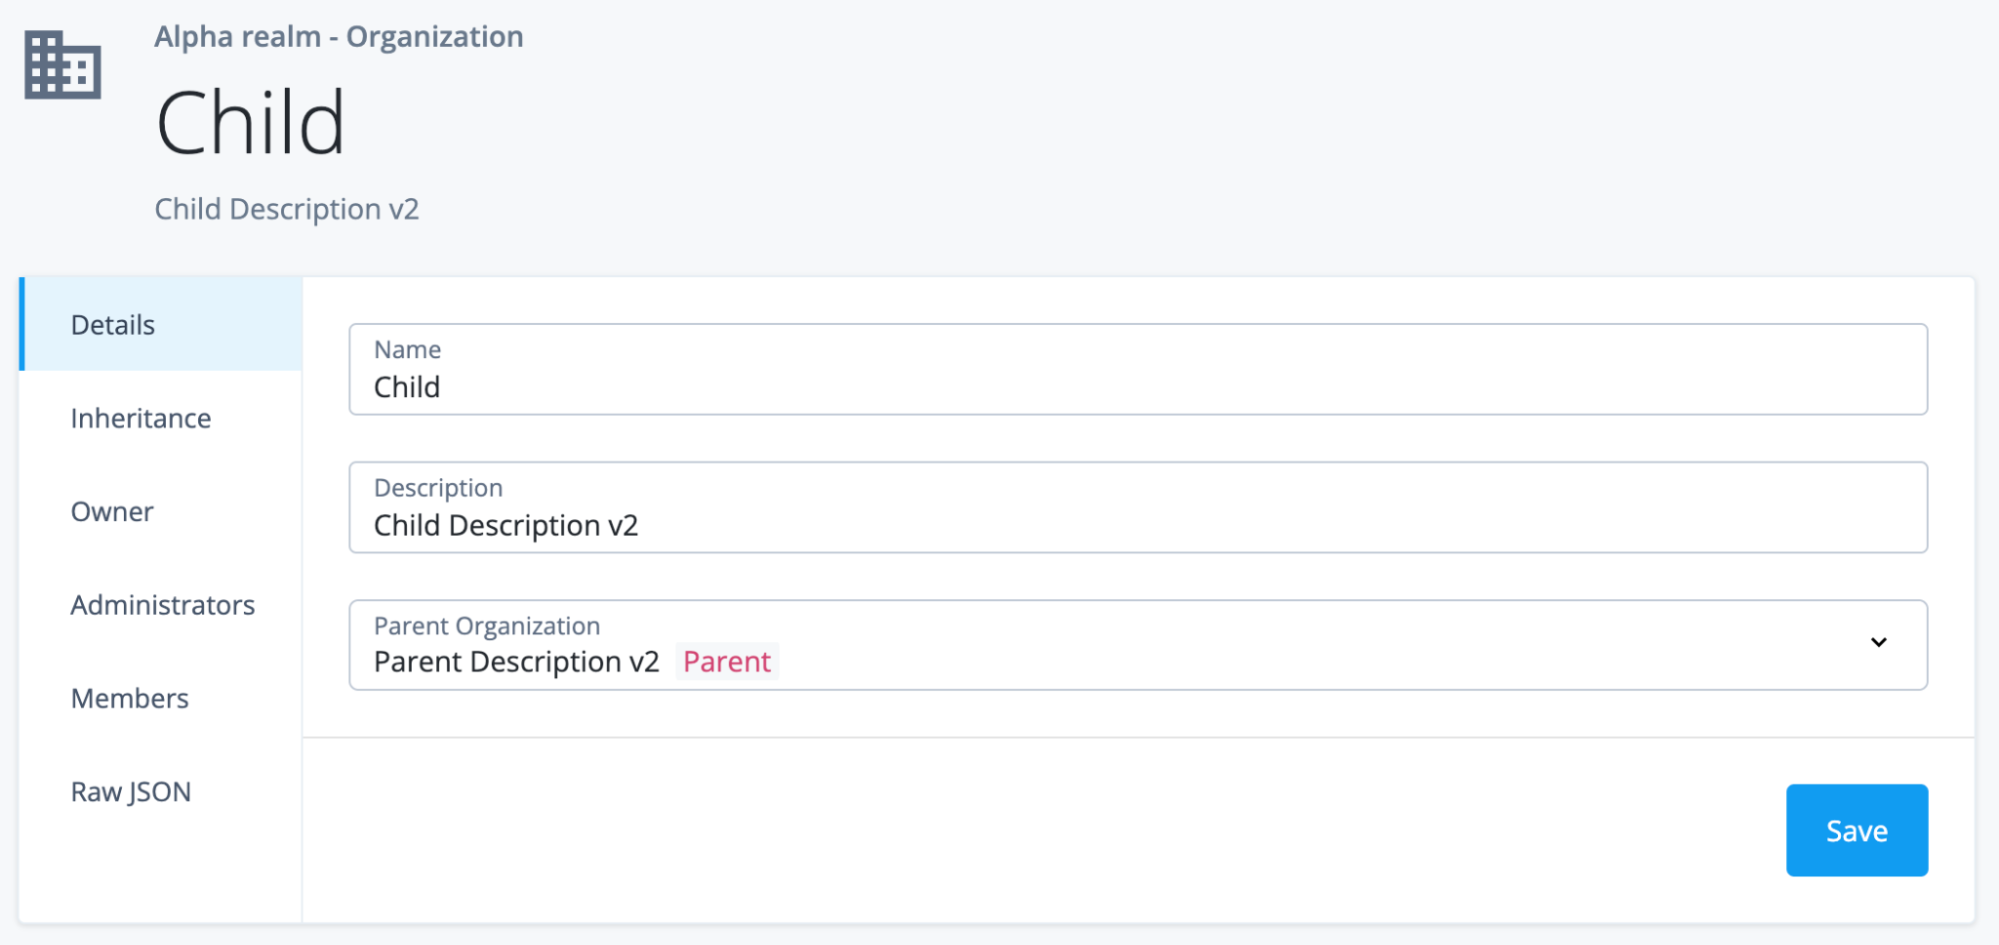 Alpha realm - Organization
Child
Child Description v2
Details
Inheritance
Owner
Administrators
Members
Raw JSON
Name
Child
Description
Child Description v2
Parent Organization
Parent Description v2 Parent
Save